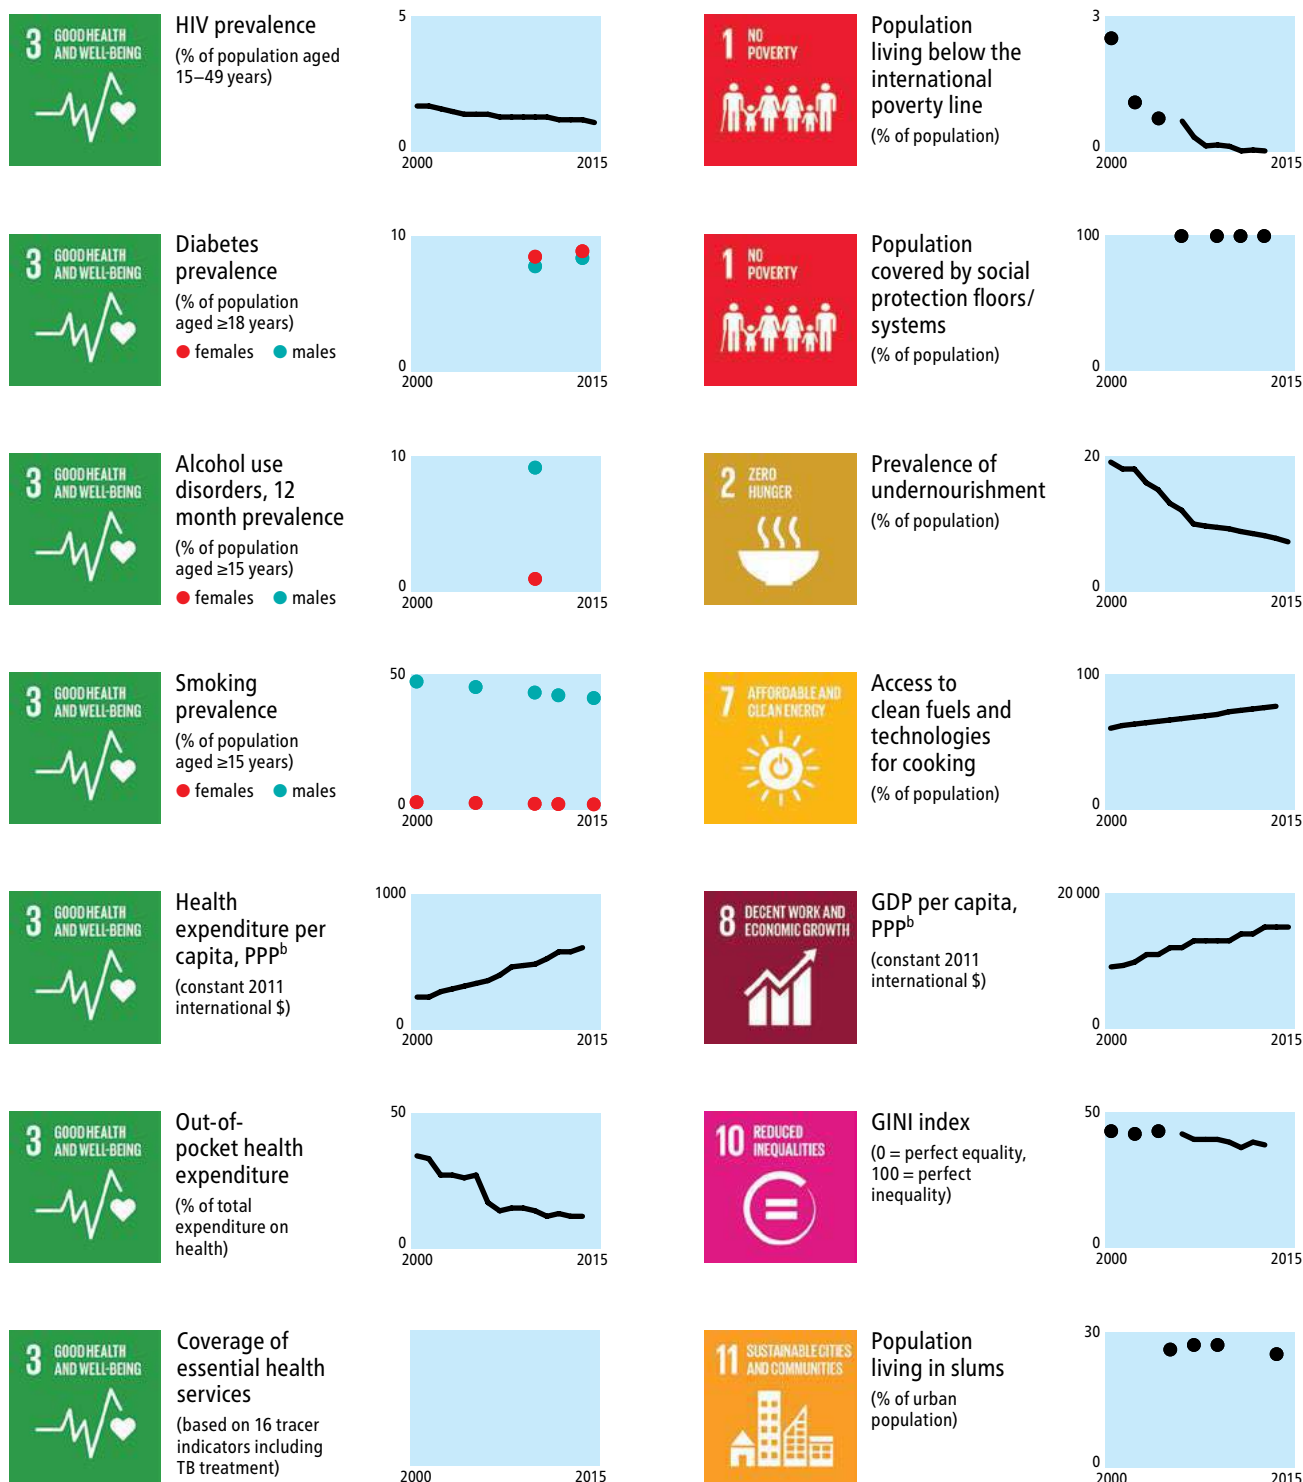 3 GOOD HEALTH
AND WELL-BEING
HIV prevalence
(% of population aged
15–49 years)
5
0
2000 2015
3 GOOD HEALTH
AND WELL-BEING
Diabetes
prevalence
(% of population
aged ≥18 years)
females males
10
0
2000 2015
3 GOOD HEALTH
AND WELL-BEING
Alcohol use
disorders, 12
month prevalence
(% of population
aged ≥15 years)
females males
10
0
2000 2015
3 GOOD HEALTH
AND WELL-BEING
Smoking
prevalence
(% of population
aged ≥15 years)
females males
50
0
2000 2015
3 GOOD HEALTH
AND WELL-BEING
Health
expenditure per
capita, PPPb
(constant 2011
international $)
1000
0
2000 2015
3 GOOD HEALTH
AND WELL-BEING
Out-of-
pocket health
expenditure
(% of total
expenditure on
health)
50
0
2000 2015
3 GOOD HEALTH
AND WELL-BEING
Coverage of
essential health
services
(based on 16 tracer
indicators including
TB treatment)
2000 2015
1 NO
POVERTY
Population
living below the
international
poverty line
(% of population)
3
0
2000 2015
1 NO
POVERTY
Population
covered by social
protection floors/
systems
(% of population)
100
0
2000 2015
2 ZERO
HUNGER
Prevalence of
undernourishment
(% of population)
20
0
2000 2015
7 AFFORDABLE AND
CLEAN ENERGY
Access to
clean fuels and
technologies
for cooking
(% of population)
100
0
2000 2015
8 DECENT WORK AND
ECONOMIC GROWTH
GDP per capita,
PPPb
(constant 2011
international $)
20 000
0
2000 2015
10 REDUCED
INEQUALITIES
GINI index
(0 = perfect equality,
100 = perfect
inequality)
50
0
2000 2015
11 SUSTAINABLE CITIES
AND COMMUNITIES
Population
living in slums
(% of urban
population)
30
0
2000 2015